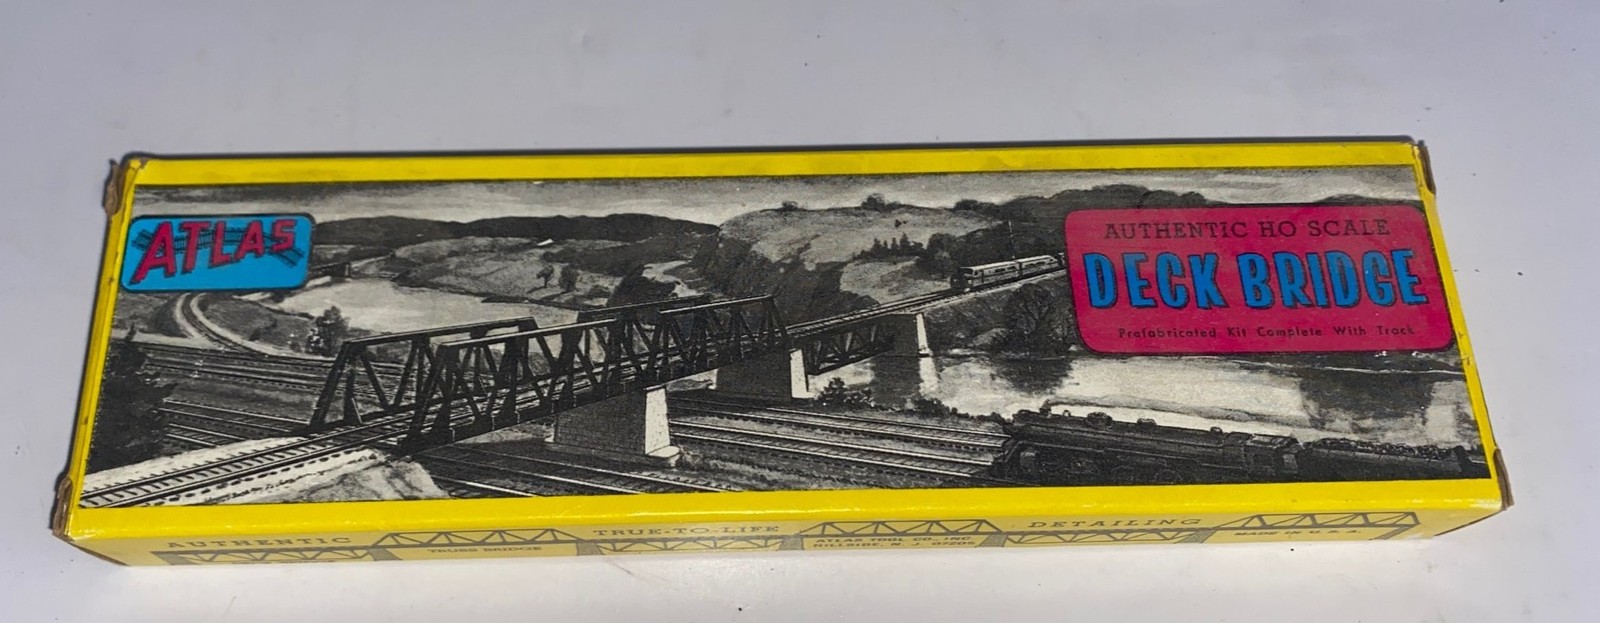 ATLAS
AUTHENTIC HO SCALE
DECK BRIDGE
Prefabricated Kit Complete With Track
AUTHENTIC
TRUSS BRIDGE
TRUE-TO-LIFE
ATLAS TOOL CO., INC
HILLSIDE, N. J. 07205
DETAILING
MADE IN U.S.A.